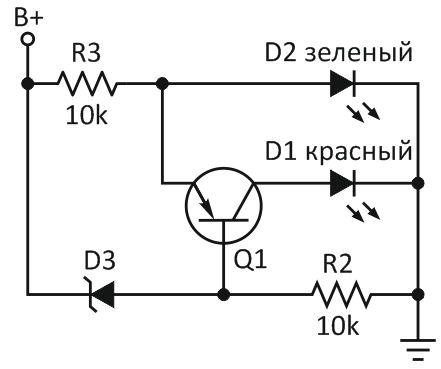 B+
R3
10k
D2 зеленый
D1 красный
Q1
D3
R2
10k